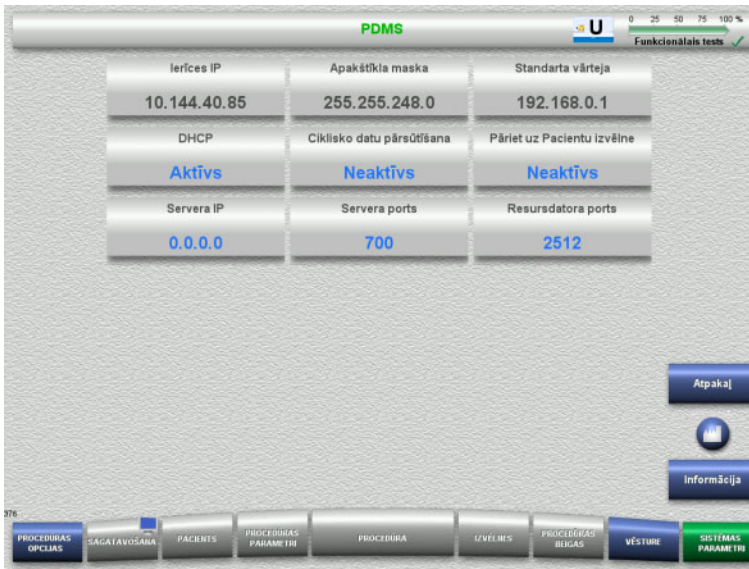 PDMS
U
0 25 50 75 100 %
Funkcionālais tests
Ierīces IP
Apakštīkla maska
Standarta vārteja
10.144.40.85
255.255.248.0
192.168.0.1
DHCP
Ciklisko datu pārsūtīšana
Pāriet uz Pacientu izvēlne
Aktīvs
Neaktīvs
Neaktīvs
Servera IP
Servera ports
Resursdatora ports
0.0.0.0
700
2512
Atpakaļ
Informācija
376
PROCEDŪRAS
OPCIJAS
SAGATAVOŠANA
PACIENTS
PROCEDŪRAS
PARAMETRI
PROCEDŪRA
IZVĒLNES
PROCEDŪRAS
BEIGAS
VĒSTURE
SISTĒMAS
PARAMETRI